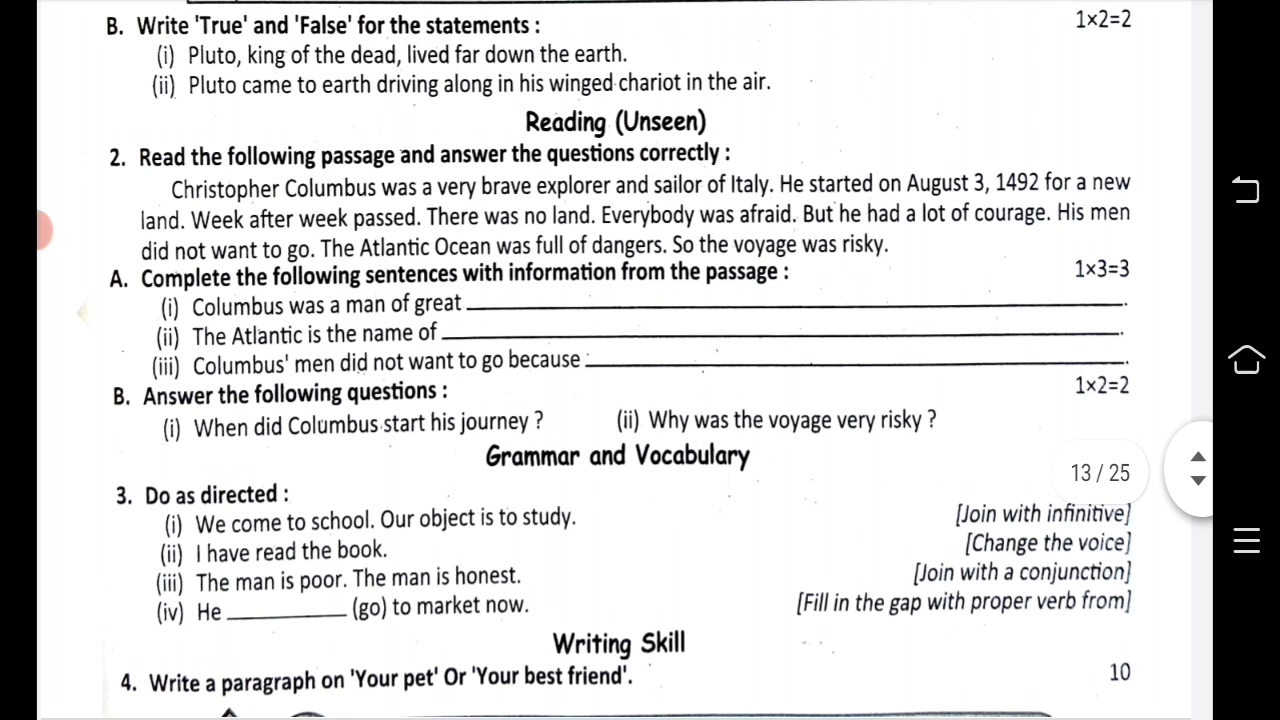 B. Write 'True' and 'False' for the statements : 1×2=2
(i) Pluto, king of the dead, lived far down the earth.
(ii) Pluto came to earth driving along in his winged chariot in the air.
Reading (Unseen)
2. Read the following passage and answer the questions correctly :
Christopher Columbus was a very brave explorer and sailor of Italy. He started on August 3, 1492 for a new
land. Week after week passed. There was no land. Everybody was afraid. But he had a lot of courage. His men
did not want to go. The Atlantic Ocean was full of dangers. So the voyage was risky.
A. Complete the following sentences with information from the passage : 1×3=3
(i) Columbus was a man of great ____________.
(ii) The Atlantic is the name of ____________.
(iii) Columbus' men did not want to go because ____________.
B. Answer the following questions : 1×2=2
(i) When did Columbus start his journey ? (ii) Why was the voyage very risky ?
Grammar and Vocabulary
13 / 25
3. Do as directed :
(i) We come to school. Our object is to study. [Join with infinitive]
(ii) I have read the book. [Change the voice]
(iii) The man is poor. The man is honest. [Join with a conjunction]
(iv) He ____________ (go) to market now. [Fill in the gap with proper verb from]
Writing Skill
4. Write a paragraph on 'Your pet' Or 'Your best friend'. 10